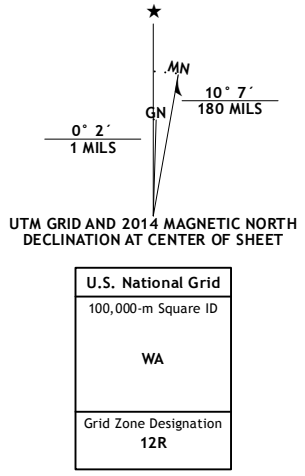 ★
MN
GN
10° 7´
180 MILS
0° 2´
1 MILS
UTM GRID AND 2014 MAGNETIC NORTH
DECLINATION AT CENTER OF SHEET
U.S. National Grid
100,000-m Square ID
WA
Grid Zone Designation
12R